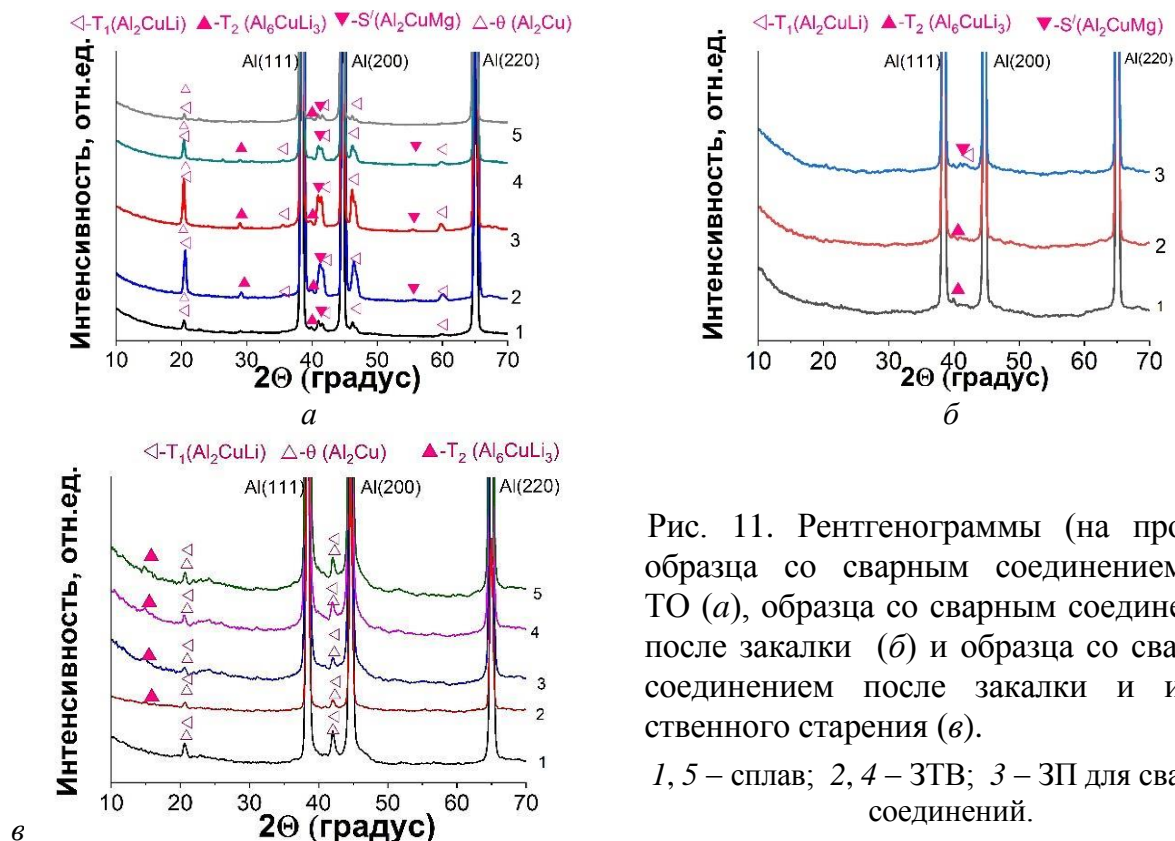 ◁-T₁(Al₂CuLi) ▲-T₂ (Al₆CuLi₃) ▼-S′(Al₂CuMg) △-θ (Al₂Cu)
Al(111) Al(200) Al(220)
Интенсивность, отн.ед.
5
4
3
2
1
10 20 30 40 50 60 70
2Θ (градус)
а
◁-T₁(Al₂CuLi) ▲-T₂ (Al₆CuLi₃) ▼-S′(Al₂CuMg)
Al(111) Al(200) Al(220)
Интенсивность, отн.ед.
3
2
1
10 20 30 40 50 60 70
2Θ (градус)
б
◁-T₁(Al₂CuLi) △-θ (Al₂Cu) ▲-T₂ (Al₆CuLi₃)
Al(111) Al(200) Al(220)
Интенсивность, отн.ед.
5
4
3
2
1
10 20 30 40 50 60 70
2Θ (градус)
в
Рис. 11. Рентгенограммы (на про
образца со сварным соединением
ТО (а), образца со сварным соедине
после закалки (б) и образца со сва
соединением после закалки и и
ственного старения (в).
1, 5 – сплав; 2, 4 – ЗТВ; 3 – ЗП для сва
соединений.